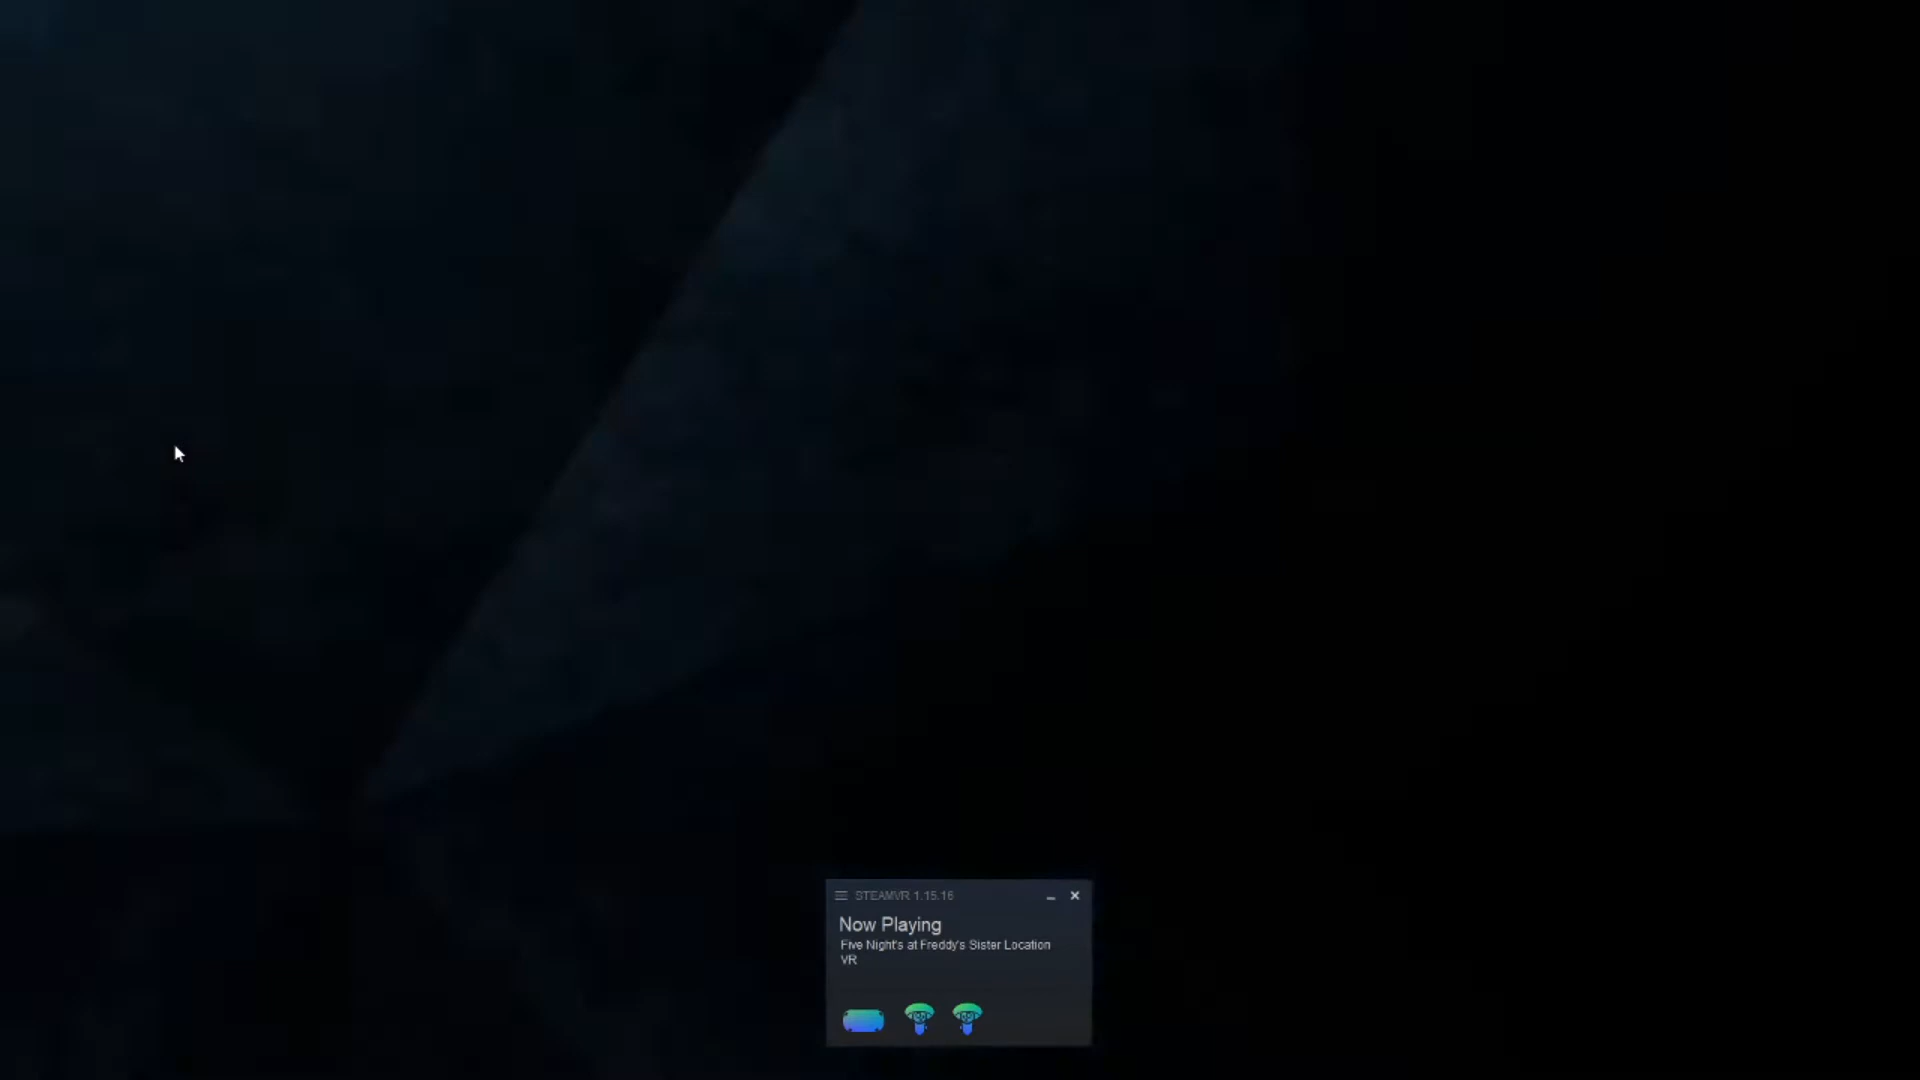 STEAMVR 1.15.16
Now Playing
Five Night's at Freddy's Sister Location
VR